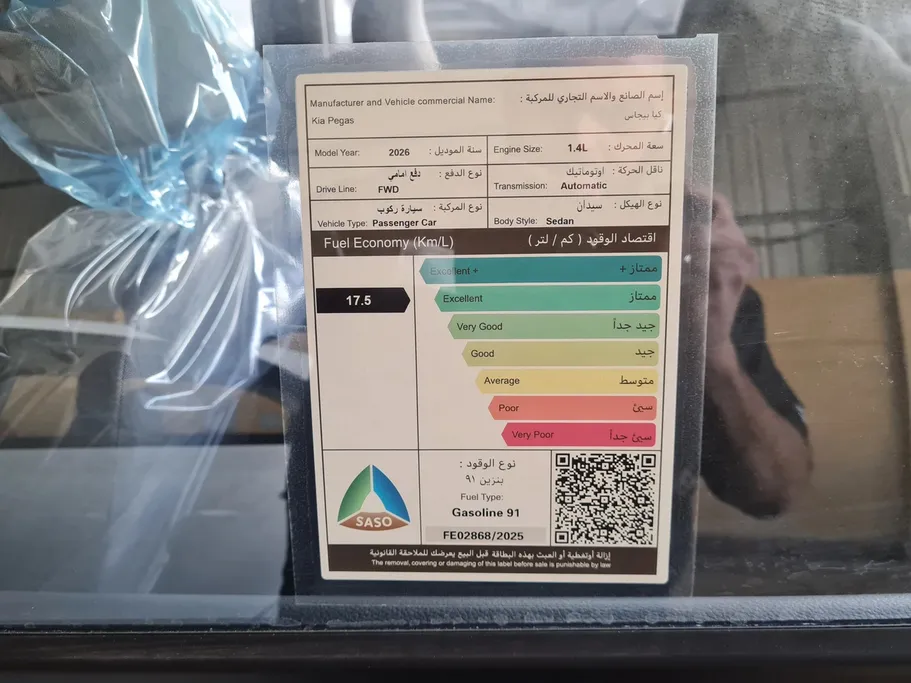 Manufacturer and Vehicle commercial Name: إسم الصانع والاسم التجاري للمركبة :
Kia Pegas كيا بيجاس
Model Year: 2026 سنة الموديل :
Engine Size: 1.4L سعة المحرك :
نوع الدفع : دفع امامي
Drive Line: FWD
ناقل الحركة : اوتوماتيك
Transmission: Automatic
نوع المركبة : سيارة ركوب
Vehicle Type: Passenger Car
نوع الهيكل : سيدان
Body Style: Sedan
Fuel Economy (Km/L) اقتصاد الوقود ( كم / لتر )
Excellent + ممتاز +
17.5
Excellent ممتاز
Very Good جيد جداً
Good جيد
Average متوسط
Poor سئ
Very Poor سئ جداً
نوع الوقود :
بنزين ٩١
Fuel Type:
Gasoline 91
SASO
FE02868/2025
إزالة أوتغطية أو العبث بهذه البطاقة قبل البيع يعرضك للملاحقة القانونية
The removal, covering or damaging of this label before sale is punishable by law